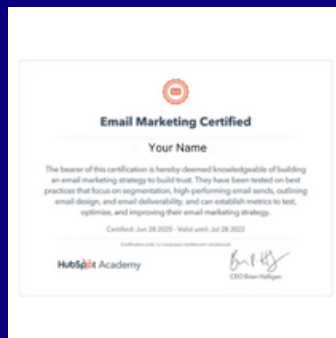 Email Marketing Certified
Your Name
The bearer of this certification is hereby deemed knowledgeable of building
an email marketing strategy to build trust. They have been tested on best
practices that focus on segmentation, high-performing email sends, outlining
email design, and email deliverability, and can establish metrics to test,
optimize, and improving their email marketing strategy.
Certified: Jun 28 2020 · Valid until: Jul 28 2022
HubSpot Academy
CEO Brian Halligan